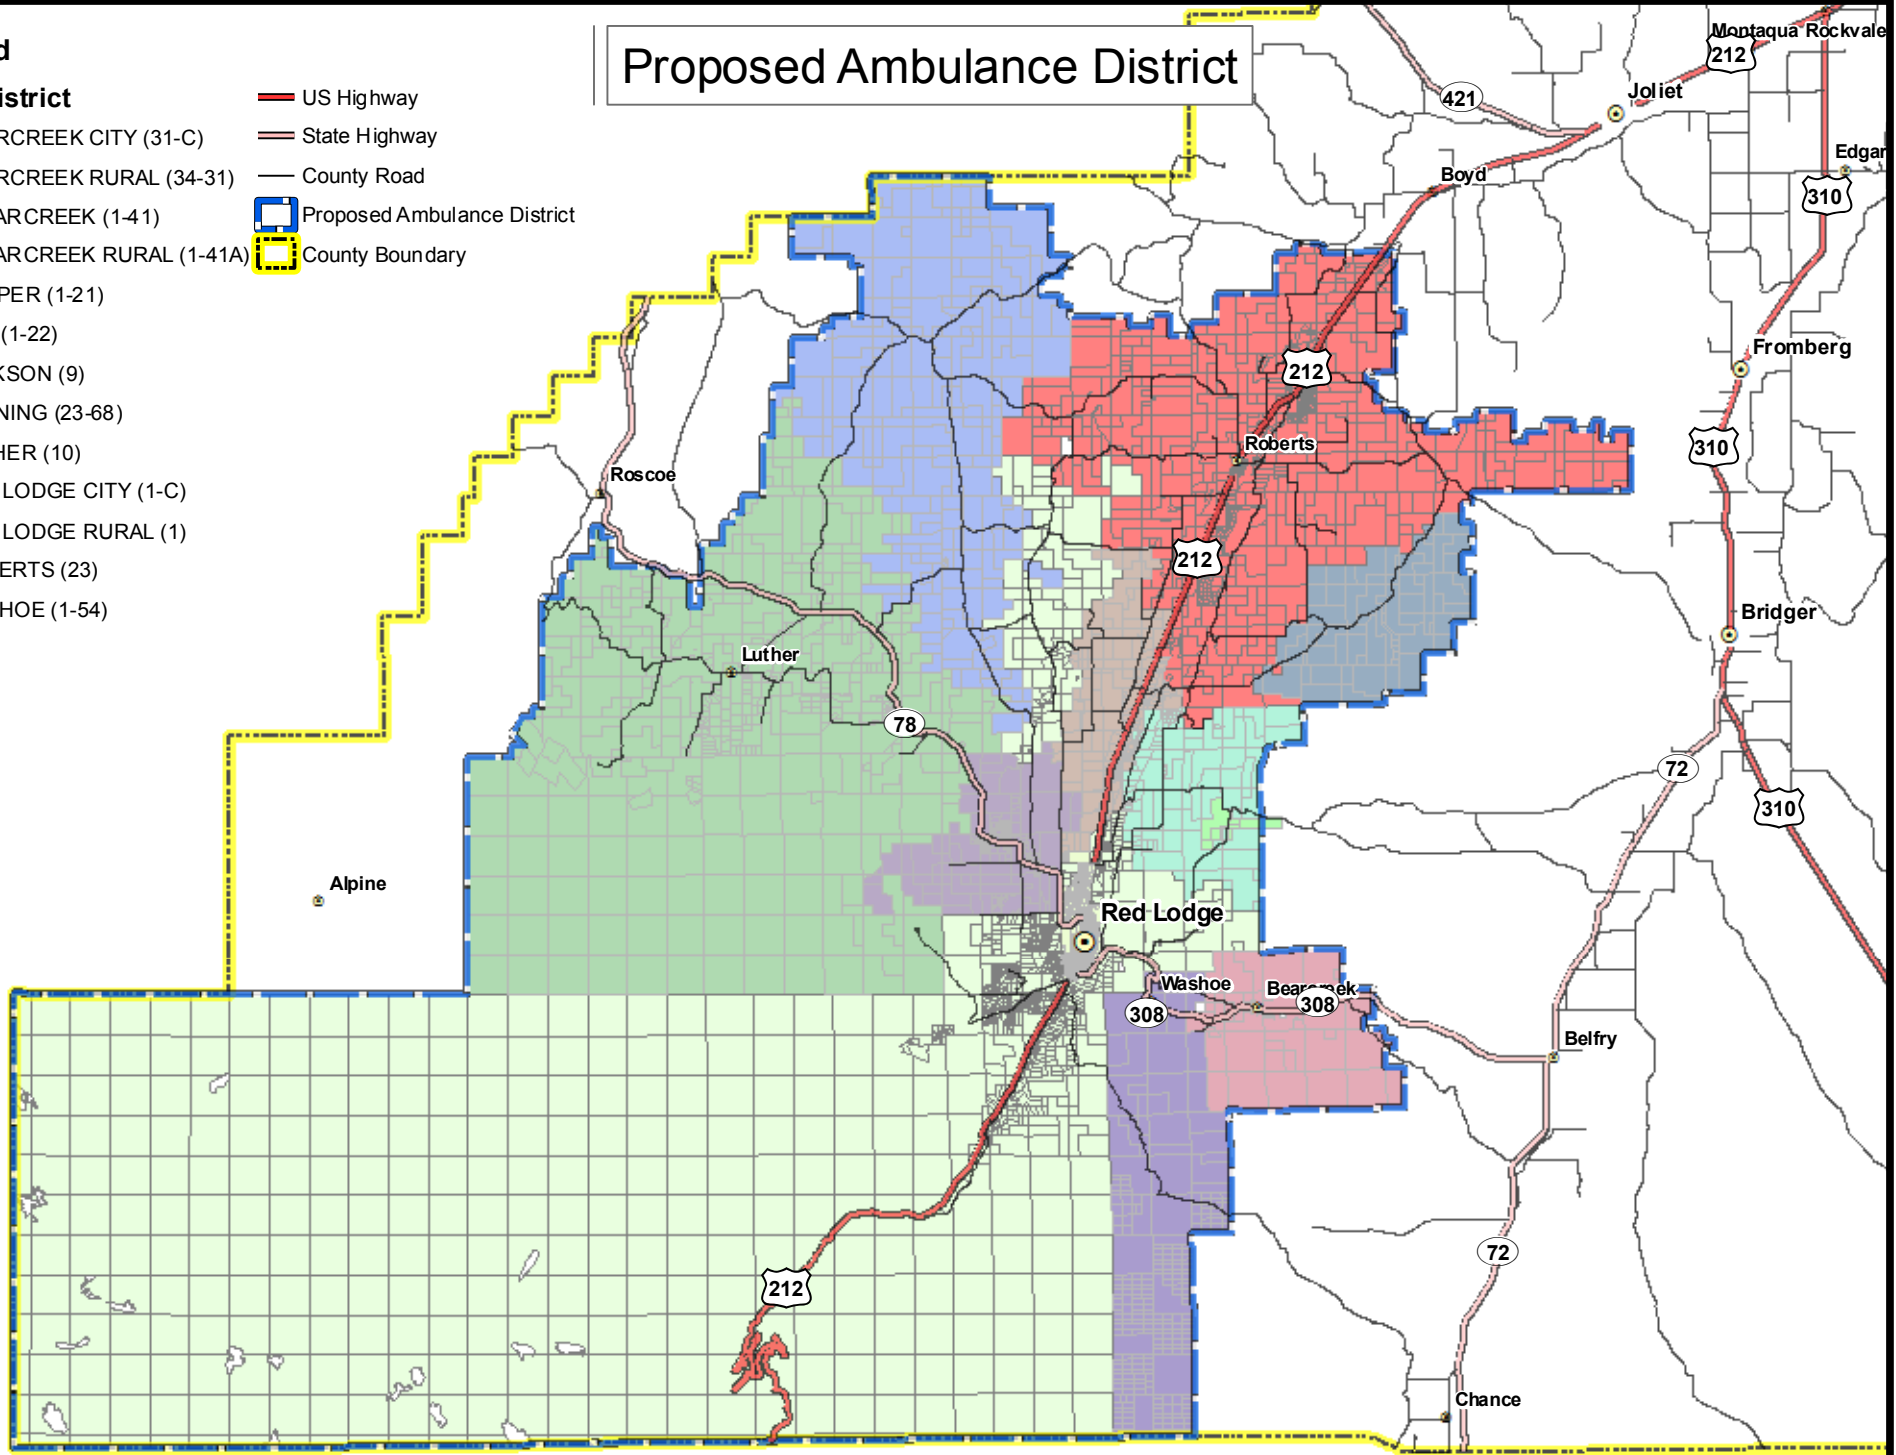 Proposed Ambulance District
d
istrict
RCREEK CITY (31-C)
RCREEK RURAL (34-31)
ARCREEK (1-41)
ARCREEK RURAL (1-41A)
PER (1-21)
(1-22)
KSON (9)
NING (23-68)
HER (10)
LODGE CITY (1-C)
LODGE RURAL (1)
ERTS (23)
HOE (1-54)
US Highway
State Highway
County Road
Proposed Ambulance District
County Boundary
Montaqua Rockvale
212
421
Joliet
Edgar
Boyd
310
Fromberg
212
Roberts
310
Roscoe
212
Bridger
Luther
78
72
310
Alpine
Red Lodge
Washoe
Bearcreek
308
308
Belfry
72
212
Chance